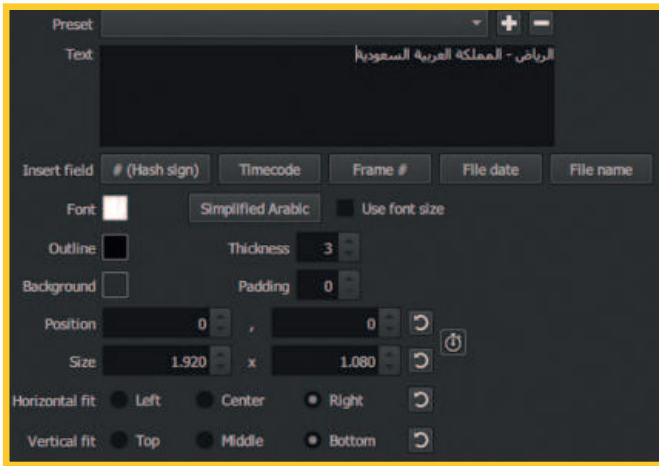 Preset
Text الرياض - المملكة العربية السعودية
Insert field # (Hash sign) Timecode Frame # File date File name
Font Simplified Arabic Use font size
Outline Thickness 3
Background Padding 0
Position 0 , 0
Size 1.920 x 1.080
Horizontal fit Left Center Right
Vertical fit Top Middle Bottom